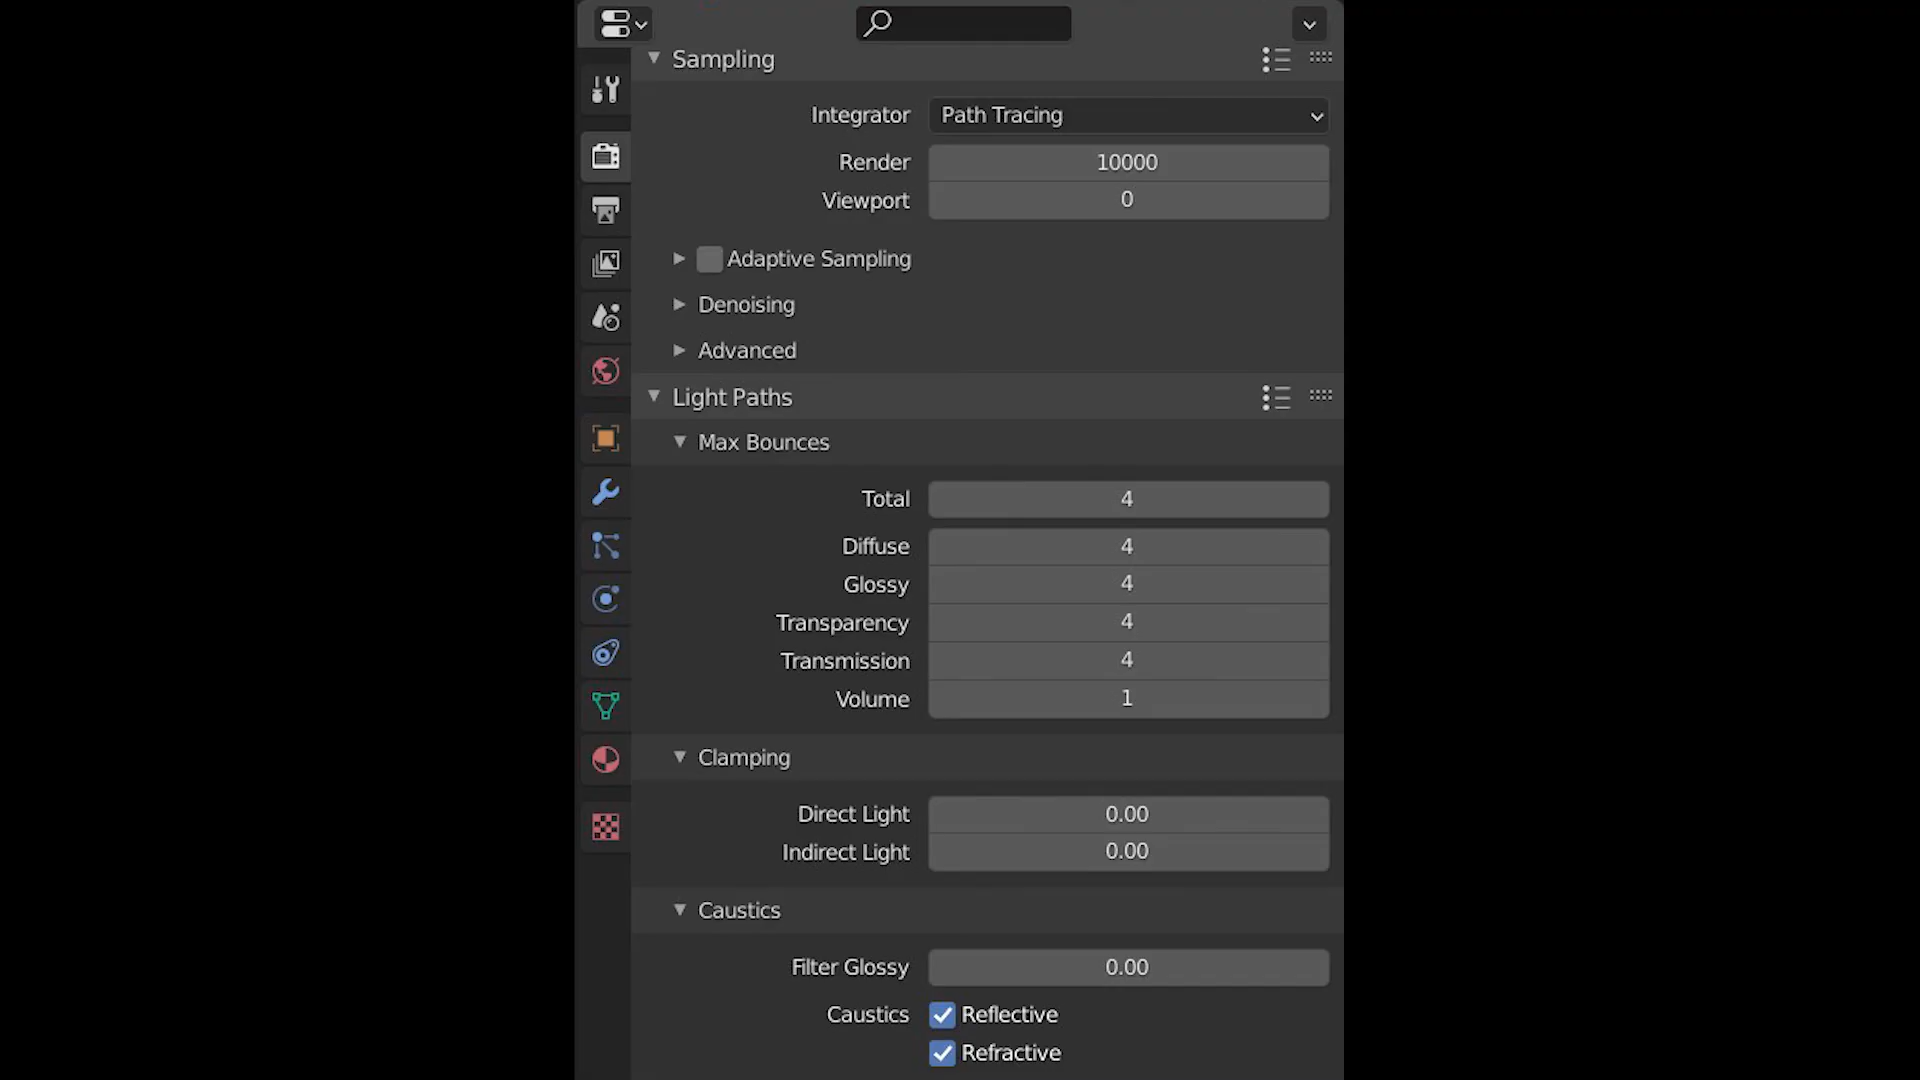 Sampling
Integrator Path Tracing
Render 10000
Viewport 0
Adaptive Sampling
Denoising
Advanced
Light Paths
Max Bounces
Total 4
Diffuse 4
Glossy 4
Transparency 4
Transmission 4
Volume 1
Clamping
Direct Light 0.00
Indirect Light 0.00
Caustics
Filter Glossy 0.00
Caustics Reflective
Refractive